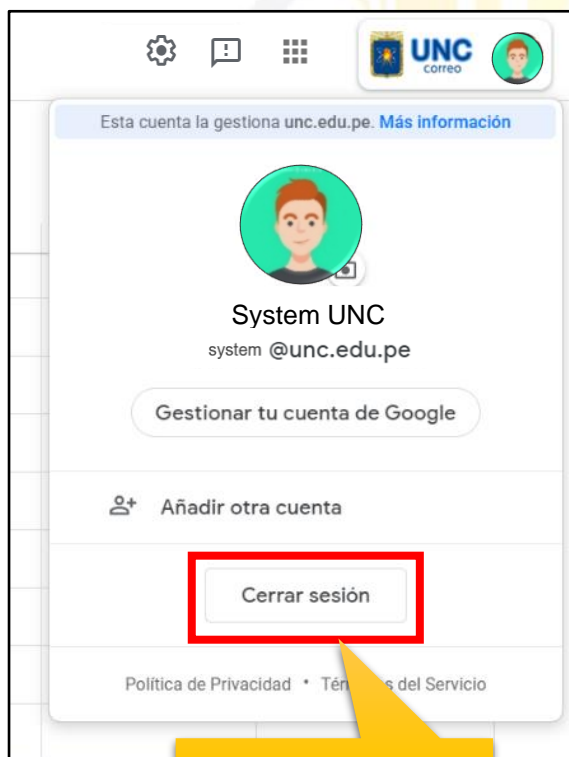 UNC
correo
Esta cuenta la gestiona unc.edu.pe. Más información
System UNC
system @unc.edu.pe
Gestionar tu cuenta de Google
Añadir otra cuenta
Cerrar sesión
Política de Privacidad • Tér s del Servicio